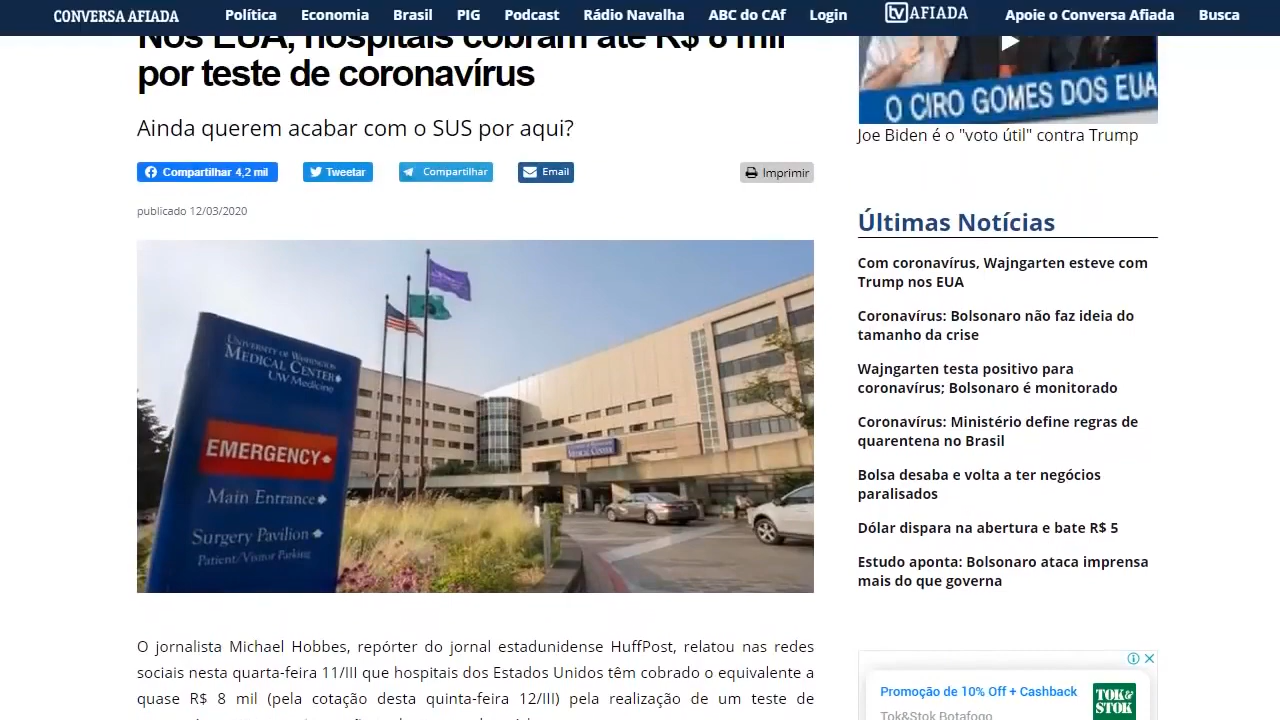 CONVERSA AFIADA Política Economia Brasil PIG Podcast Rádio Navalha ABC do CAf Login tv AFIADA Apoie o Conversa Afiada Busca
Nos EUA, hospitais cobram até R$ 8 mil
por teste de coronavírus
Ainda querem acabar com o SUS por aqui?
Compartilhar 4,2 mil Tweetar Compartilhar Email Imprimir
publicado 12/03/2020
UNIVERSITY OF WASHINGTON
MEDICAL CENTER
UW Medicine
EMERGENCY
Main Entrance
Surgery Pavilion
Patient/Visitor Parking
MEDICAL CENTER
O jornalista Michael Hobbes, repórter do jornal estadunidense HuffPost, relatou nas redes
sociais nesta quarta-feira 11/III que hospitais dos Estados Unidos têm cobrado o equivalente a
quase R$ 8 mil (pela cotação desta quinta-feira 12/III) pela realização de um teste de
O CIRO GOMES DOS EUA
Joe Biden é o "voto útil" contra Trump
Últimas Notícias
Com coronavírus, Wajngarten esteve com
Trump nos EUA
Coronavírus: Bolsonaro não faz ideia do
tamanho da crise
Wajngarten testa positivo para
coronavírus; Bolsonaro é monitorado
Coronavírus: Ministério define regras de
quarentena no Brasil
Bolsa desaba e volta a ter negócios
paralisados
Dólar dispara na abertura e bate R$ 5
Estudo aponta: Bolsonaro ataca imprensa
mais do que governa
Promoção de 10% Off + Cashback
Tok&Stok Botafogo
TOK&
STOK